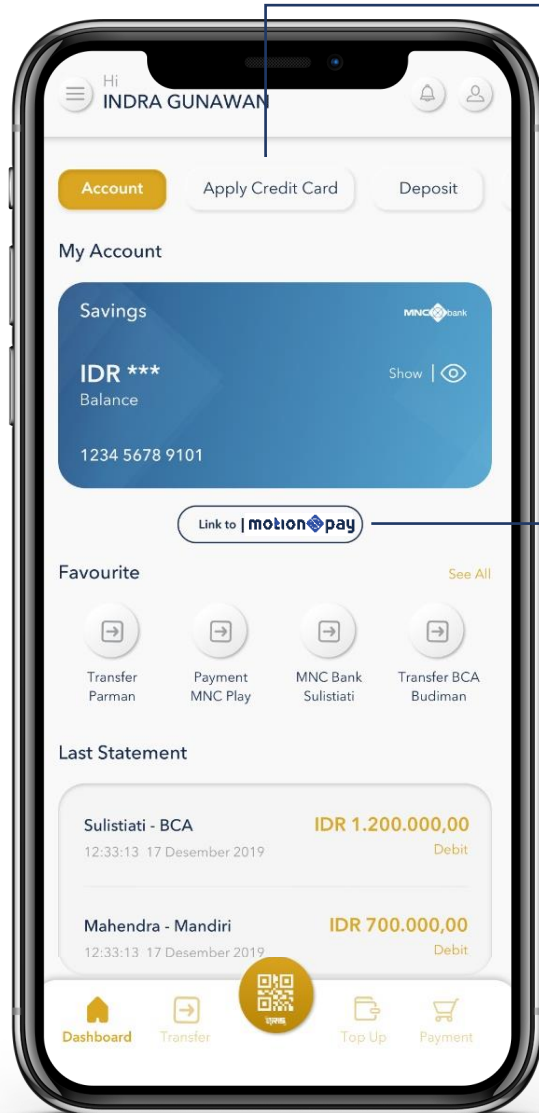 Hi
INDRA GUNAWAN
Account
Apply Credit Card
Deposit
My Account
Savings
MNC bank
IDR ***
Show |
Balance
1234 5678 9101
Link to | motion pay
Favourite
See All
Transfer
Parman
Payment
MNC Play
MNC Bank
Sulistiati
Transfer BCA
Budiman
Last Statement
Sulistiati - BCA
IDR 1.200.000,00
12:33:13 17 Desember 2019
Debit
Mahendra - Mandiri
IDR 700.000,00
12:33:13 17 Desember 2019
Debit
Dashboard
Transfer
Top Up
Payment